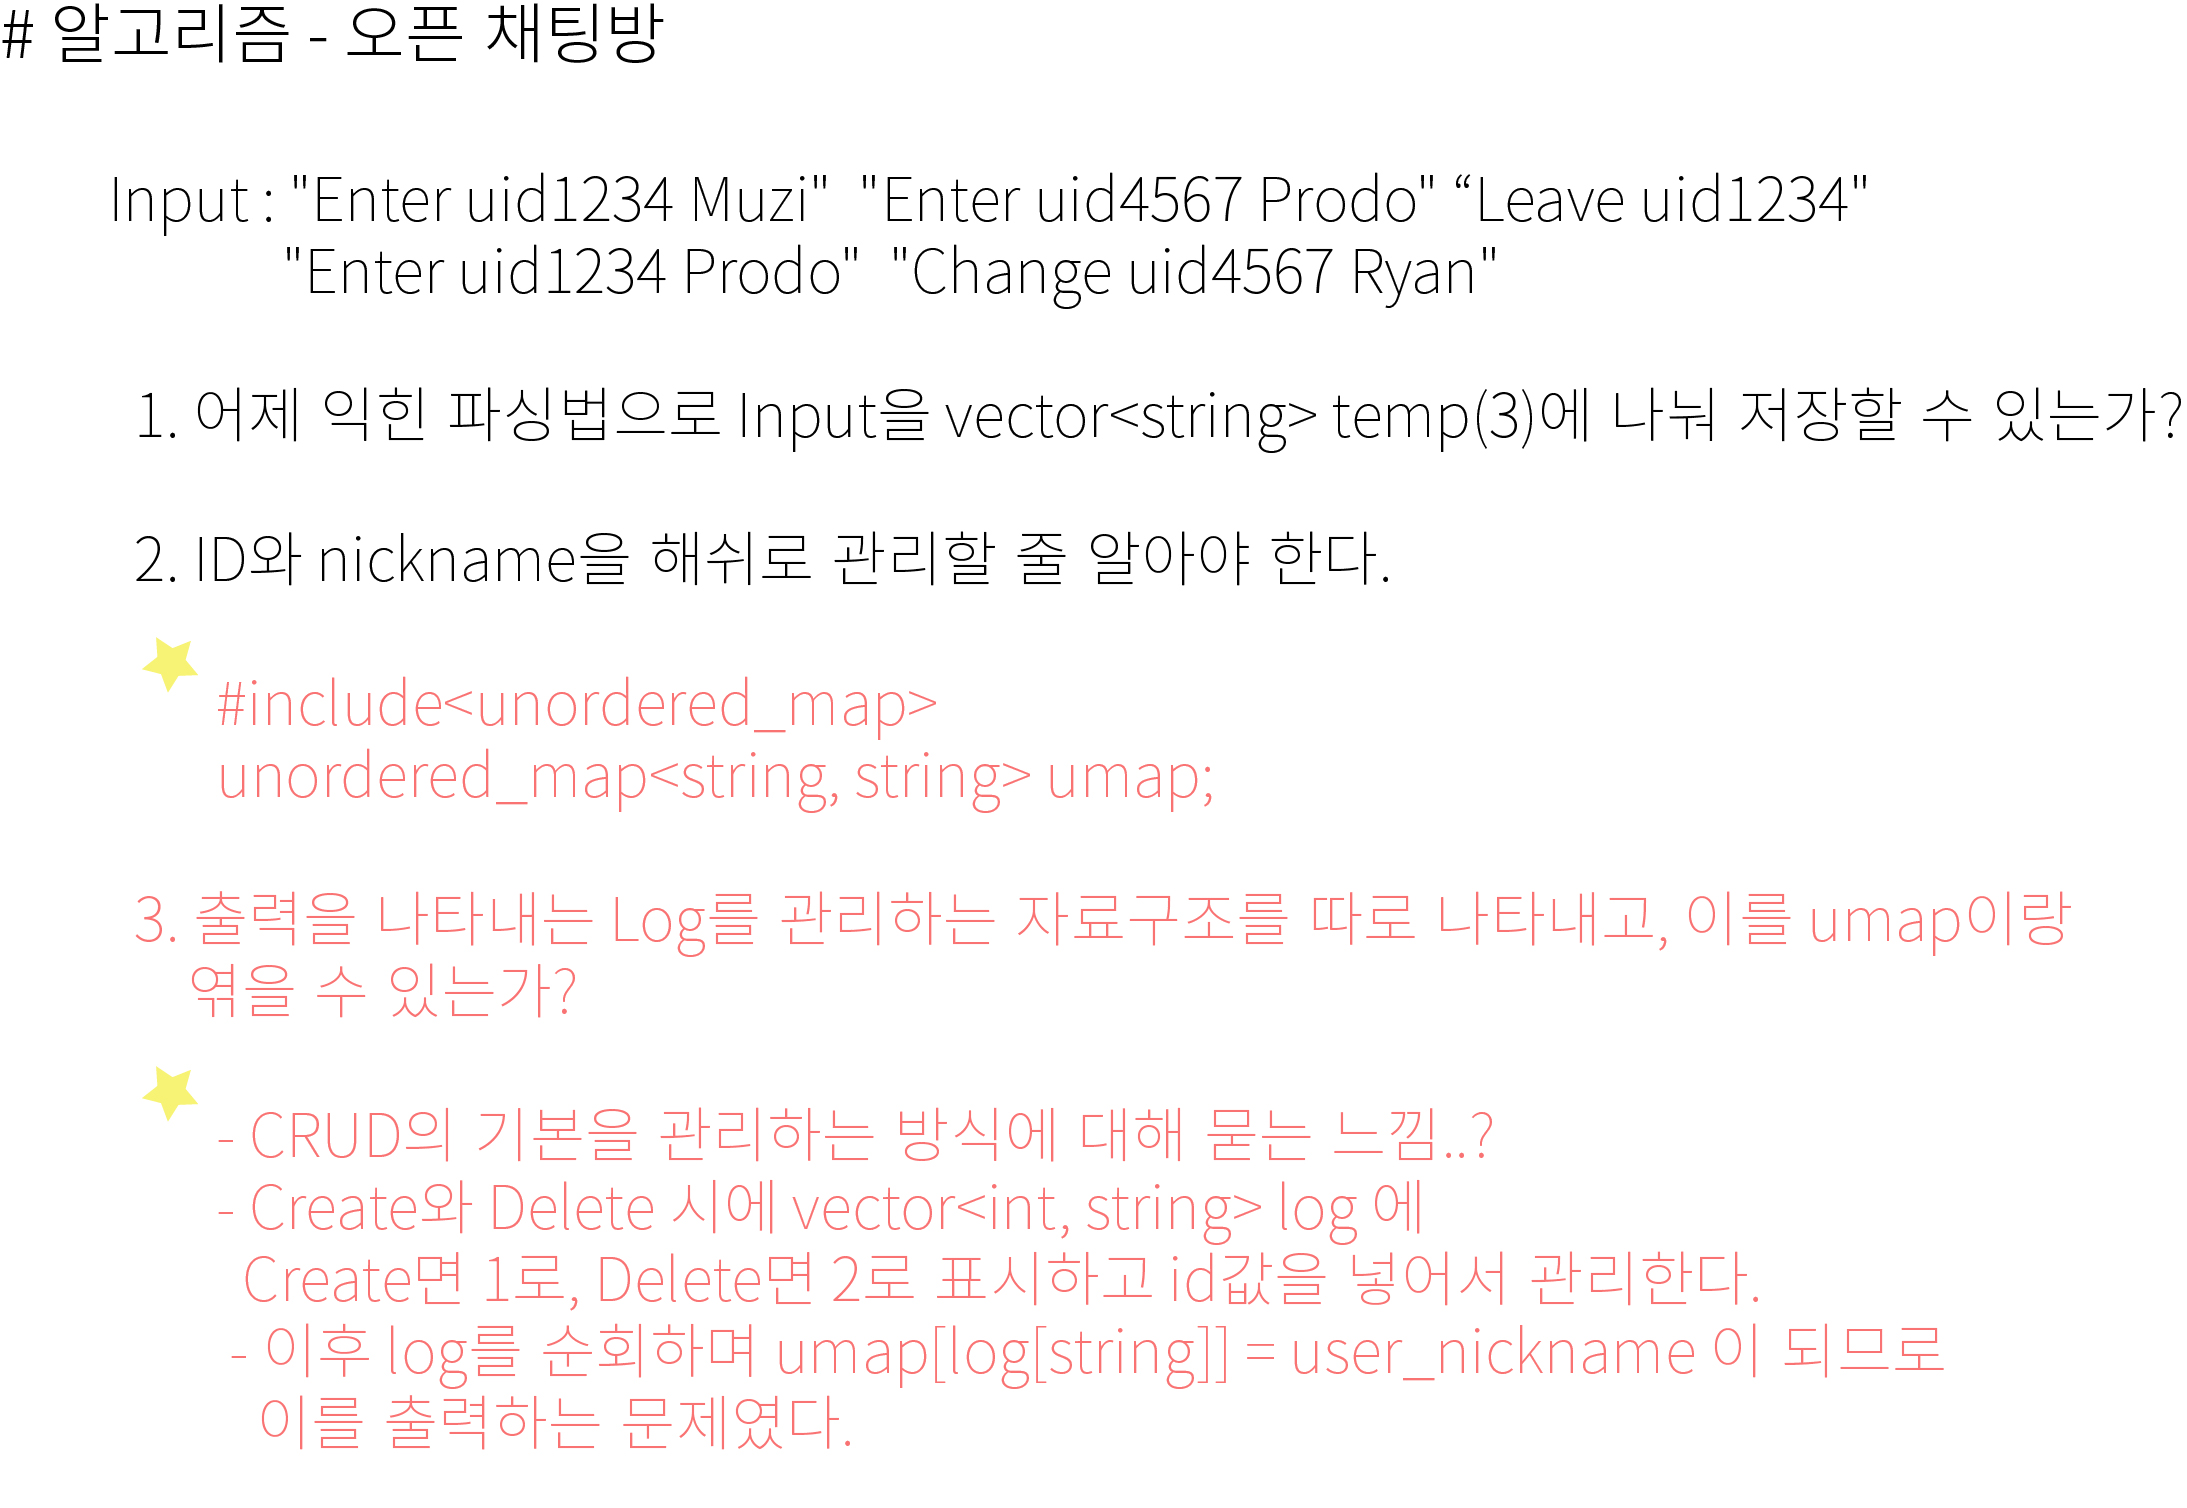 # 알고리즘 - 오픈 채팅방
Input : "Enter uid1234 Muzi"  "Enter uid4567 Prodo" “Leave uid1234"
"Enter uid1234 Prodo"  "Change uid4567 Ryan"
1. 어제 익힌 파싱법으로 Input을 vector<string> temp(3)에 나눠 저장할 수 있는가?
2. ID와 nickname을 해쉬로 관리할 줄 알아야 한다.
#include<unordered_map>
unordered_map<string, string> umap;
3. 출력을 나타내는 Log를 관리하는 자료구조를 따로 나타내고, 이를 umap이랑
엮을 수 있는가?
- CRUD의 기본을 관리하는 방식에 대해 묻는 느낌..?
- Create와 Delete 시에 vector<int, string> log 에
Create면 1로, Delete면 2로 표시하고 id값을 넣어서 관리한다.
- 이후 log를 순회하며 umap[log[string]] = user_nickname 이 되므로
이를 출력하는 문제였다.